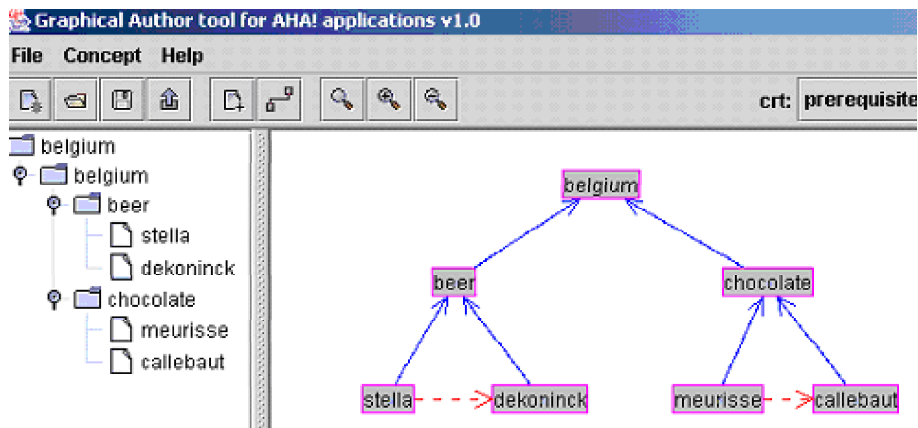 Graphical Author tool for AHA! applications v1.0
File Concept Help
crt: prerequisite
belgium
belgium
beer
stella
dekoninck
chocolate
meurisse
callebaut
belgium
beer chocolate
stella dekoninck meurisse callebaut